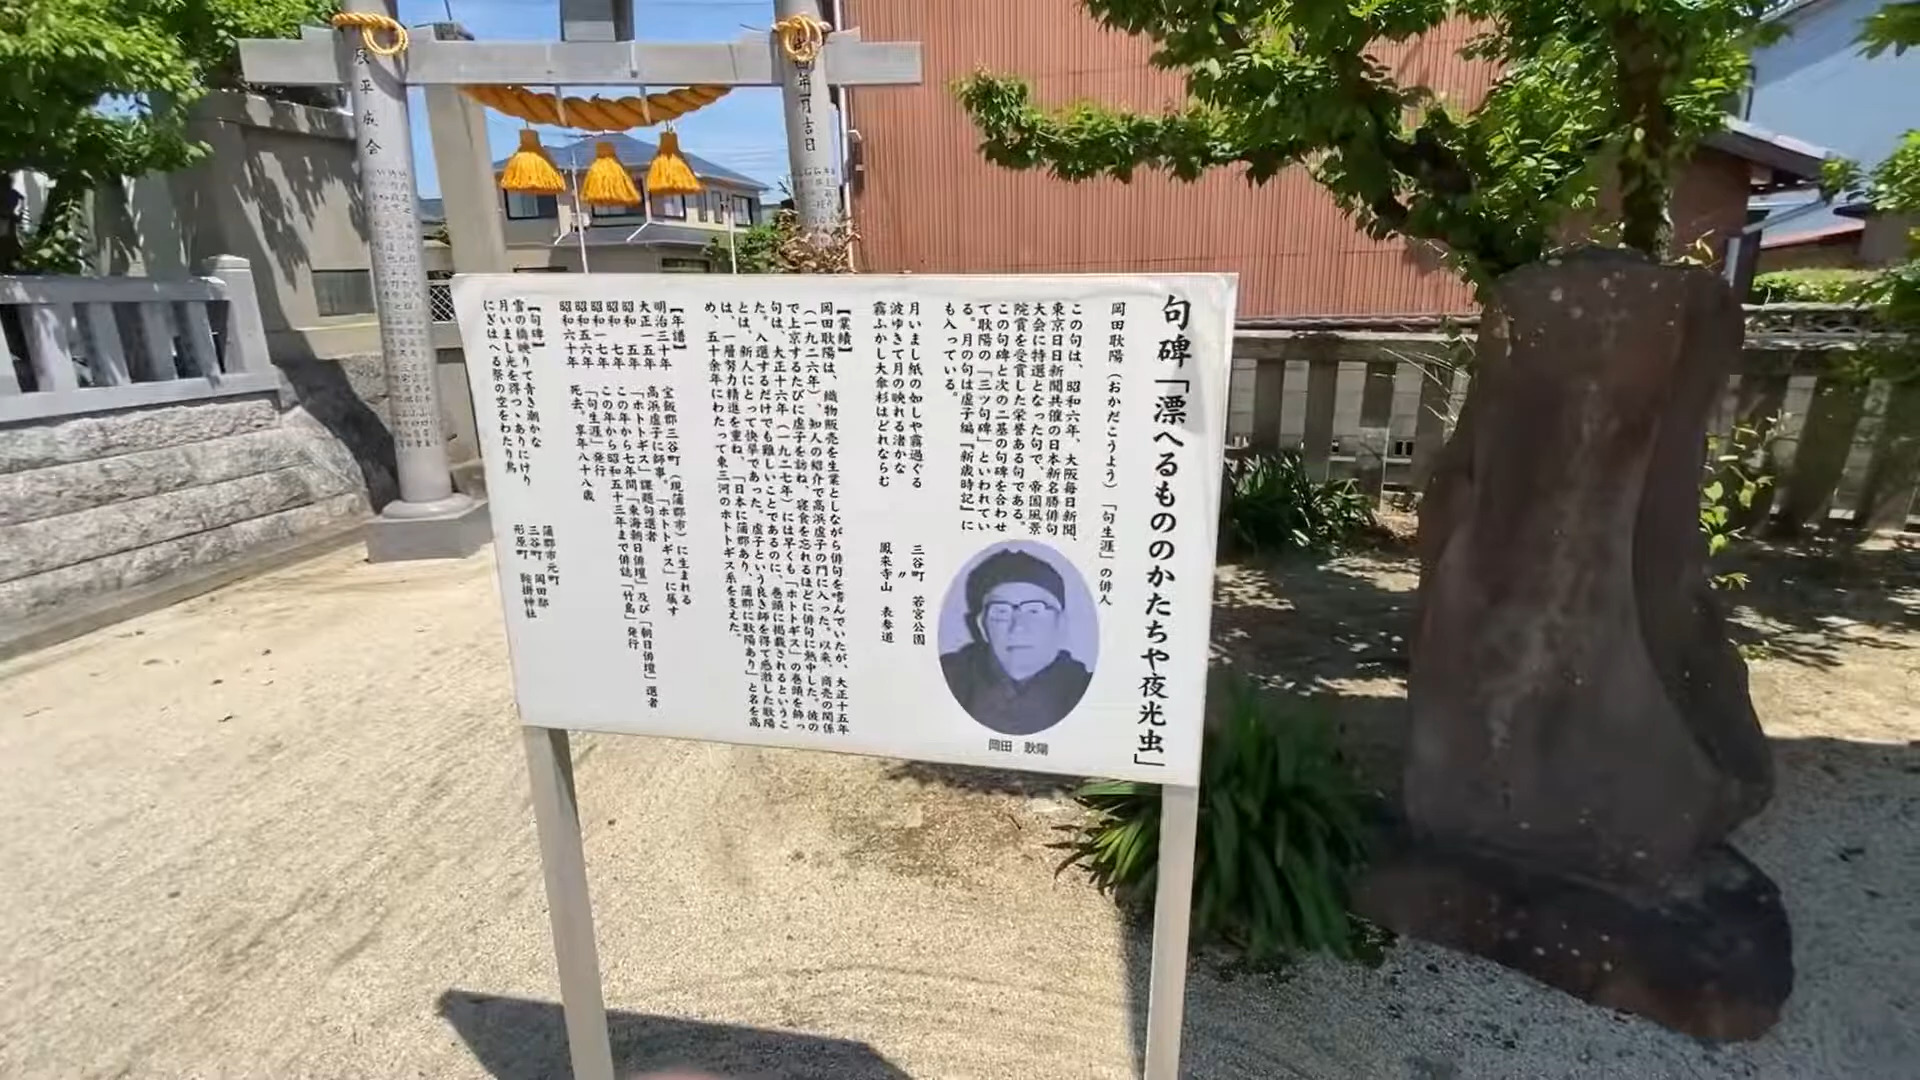 句碑「漂へるもののかたちや夜光虫」
岡田耿陽(おかだこうよう)「句生涯」の俳人
この句は、昭和六年、大阪毎日新聞、
東京日日新聞共催の日本新名勝俳句
大会に特選となった句で、帝国風景
院賞を受賞した栄誉ある句である。
この句碑と次の二基の句碑を合わせ
て耿陽の「三ツ句碑」といわれてい
る。月の句は虚子編『新歳時記』に
も入っている。
月いまし紙の如しや霧過ぐる 三谷町 若宮公園
波ゆきて月の映れる渚かな 〃
霧ふかし大傘杉はどれならむ 鳳来寺山 表参道
岡田 耿陽
【業績】
岡田耿陽は、織物販売を生業としながら俳句を嗜んでいたが、大正十五年
(一九二六年)、知人の紹介で高浜虚子の門に入った。以来、商売の関係
で上京するたびに虚子を訪ね、寝食を忘れるほどに俳句に熱中した。彼の
句は、大正十六年(一九二七年)には早くも「ホトトギス」の巻頭を飾っ
た。入選するだけでも難しいことであるのに、巻頭に掲載されるというこ
とは、新人にとって快挙であった。虚子という良き師を得て感激した耿陽
は、一層努力精進を重ね、「日本に蒲郡あり、蒲郡に耿陽あり」と名を高
め、五十余年にわたって東三河のホトトギス系を支えた。
【年譜】
明治三十年 宝飯郡三谷町(現蒲郡市)に生まれる
大正一五年 高浜虚子に師事。「ホトトギス」に属す
昭和 五年 「ホトトギス」課題句選者
昭和 七年 この年から七年間「東海朝日俳壇」及び「朝日俳壇」選者
昭和一七年 この年から昭和五十三年まで俳誌「竹島」発行
昭和五六年 「句生涯」発行
昭和六十年 死去。享年八十八歳
【句碑】 蒲郡市元町
雪の橋映りて青き潮かな 三谷町 岡田邸
月いまし光を得つゝありにけり 形原町 鞍掛神社
にぎはへる祭の空をわたり鳥
辰平成会
年一月吉日